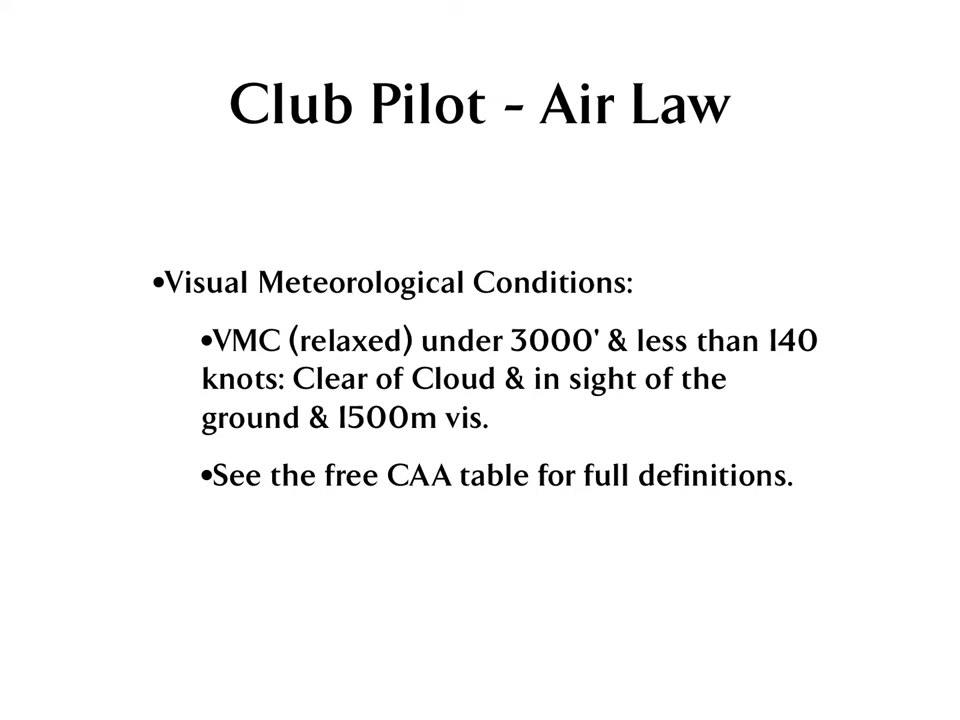 Club Pilot - Air Law
•Visual Meteorological Conditions:
•VMC (relaxed) under 3000' & less than 140
knots: Clear of Cloud & in sight of the
ground & 1500m vis.
•See the free CAA table for full definitions.